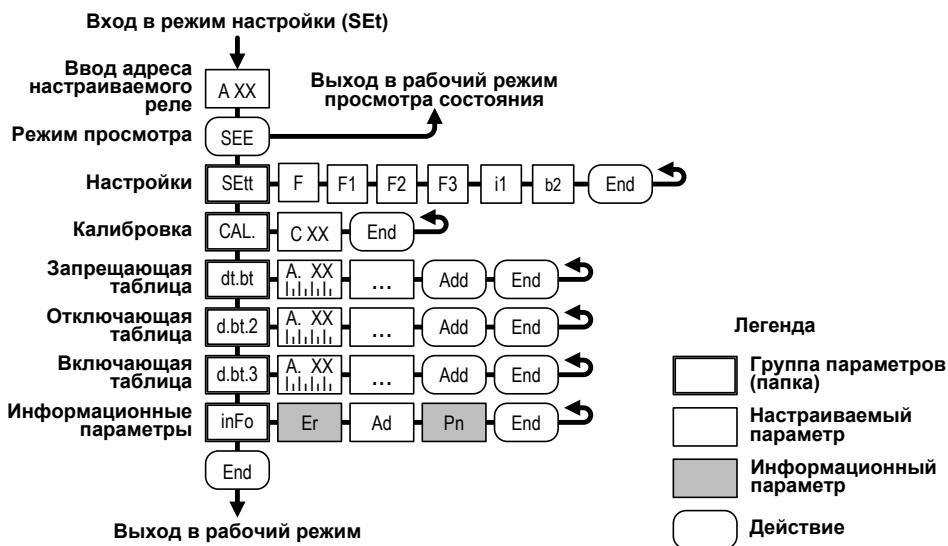 Вход в режим настройки (SEt)
Ввод адреса
настраиваемого
реле
A XX
Выход в рабочий режим
просмотра состояния
Режим просмотра
SEE
Настройки
SEtt
F
F1
F2
F3
i1
b2
End
Калибровка
CAL.
C XX
End
Запрещающая
таблица
dt.bt
A. XX
...
Add
End
Отключающая
таблица
d.bt.2
A. XX
...
Add
End
Включающая
таблица
d.bt.3
A. XX
...
Add
End
Информационные
параметры
inFo
Er
Ad
Pn
End
End
Выход в рабочий режим
Легенда
Группа параметров
(папка)
Настраиваемый
параметр
Информационный
параметр
Действие